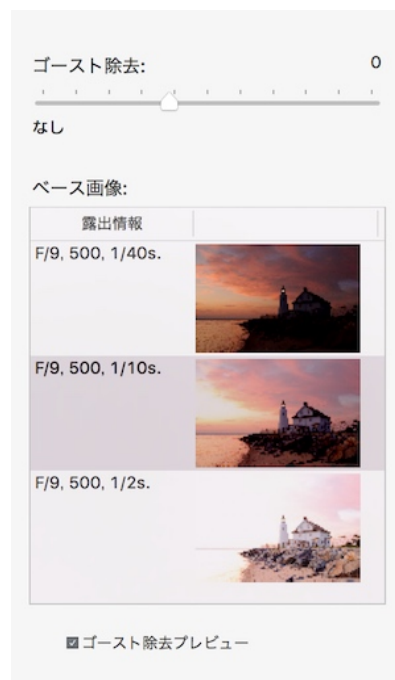 ゴースト除去: 0
なし
ベース画像:
露出情報
F/9, 500, 1/40s.
F/9, 500, 1/10s.
F/9, 500, 1/2s.
ゴースト除去プレビュー